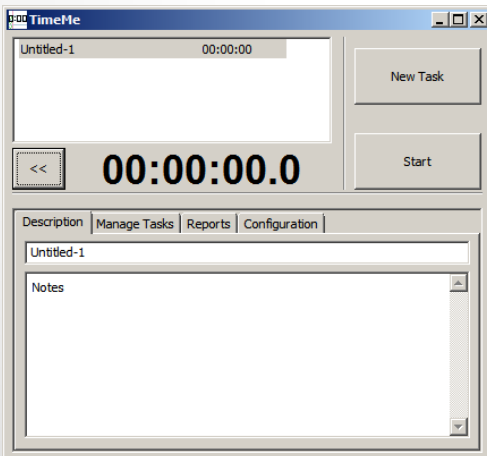 0:00 TimeMe
Untitled-1 00:00:00
New Task
<< 00:00:00.0
Start
Description Manage Tasks Reports Configuration
Untitled-1
Notes